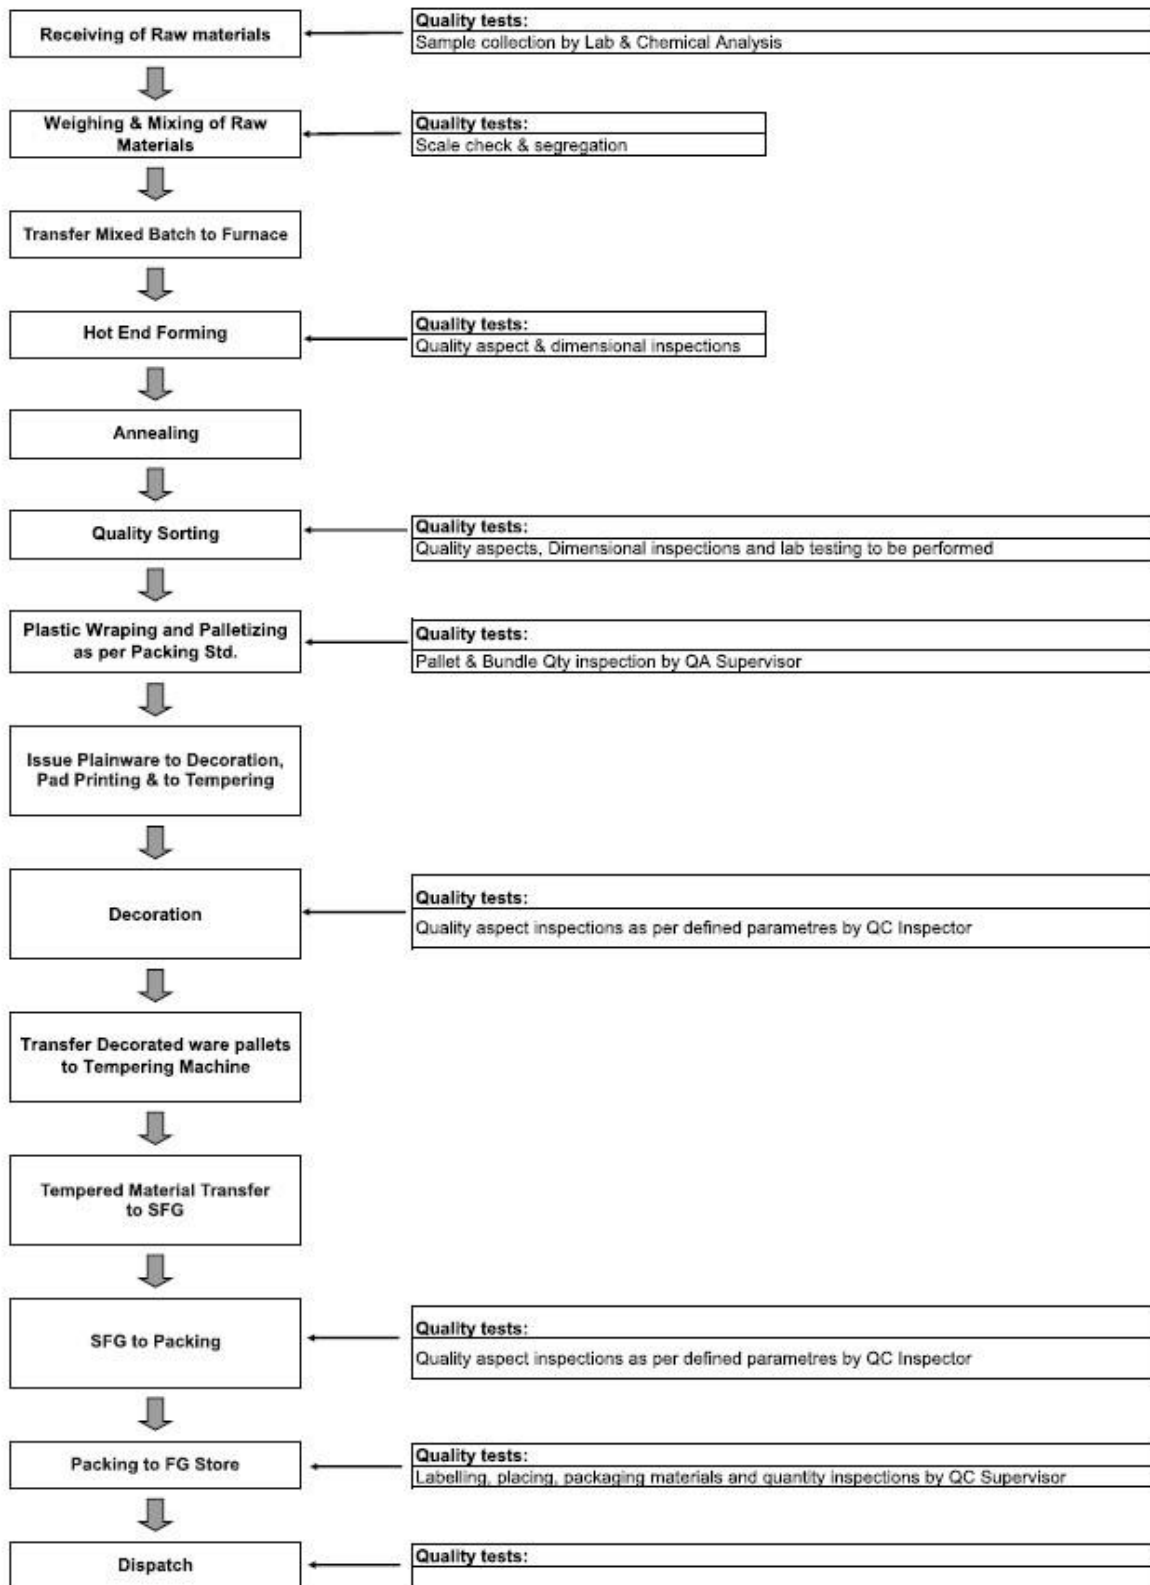 Receiving of Raw materials
Quality tests:
Sample collection by Lab & Chemical Analysis
Weighing & Mixing of Raw
Materials
Quality tests:
Scale check & segregation
Transfer Mixed Batch to Furnace
Hot End Forming
Quality tests:
Quality aspect & dimensional inspections
Annealing
Quality Sorting
Quality tests:
Quality aspects, Dimensional inspections and lab testing to be performed
Plastic Wraping and Palletizing
as per Packing Std.
Quality tests:
Pallet & Bundle Qty inspection by QA Supervisor
Issue Plainware to Decoration,
Pad Printing & to Tempering
Decoration
Quality tests:
Quality aspect inspections as per defined parametres by QC Inspector
Transfer Decorated ware pallets
to Tempering Machine
Tempered Material Transfer
to SFG
SFG to Packing
Quality tests:
Quality aspect inspections as per defined parametres by QC Inspector
Packing to FG Store
Quality tests:
Labelling, placing, packaging materials and quantity inspections by QC Supervisor
Dispatch
Quality tests: